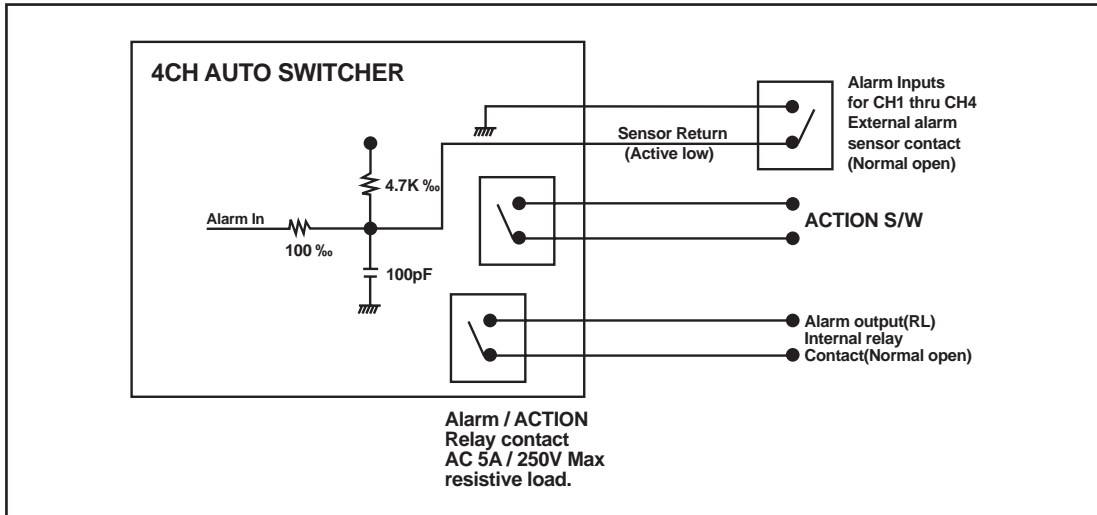 4CH AUTO SWITCHER
Alarm Inputs
for CH1 thru CH4
External alarm
sensor contact
(Normal open)
Sensor Return
(Active low)
4.7K ‰
Alarm In
100 ‰
100pF
ACTION S/W
Alarm output(RL)
Internal relay
Contact(Normal open)
Alarm / ACTION
Relay contact
AC 5A / 250V Max
resistive load.